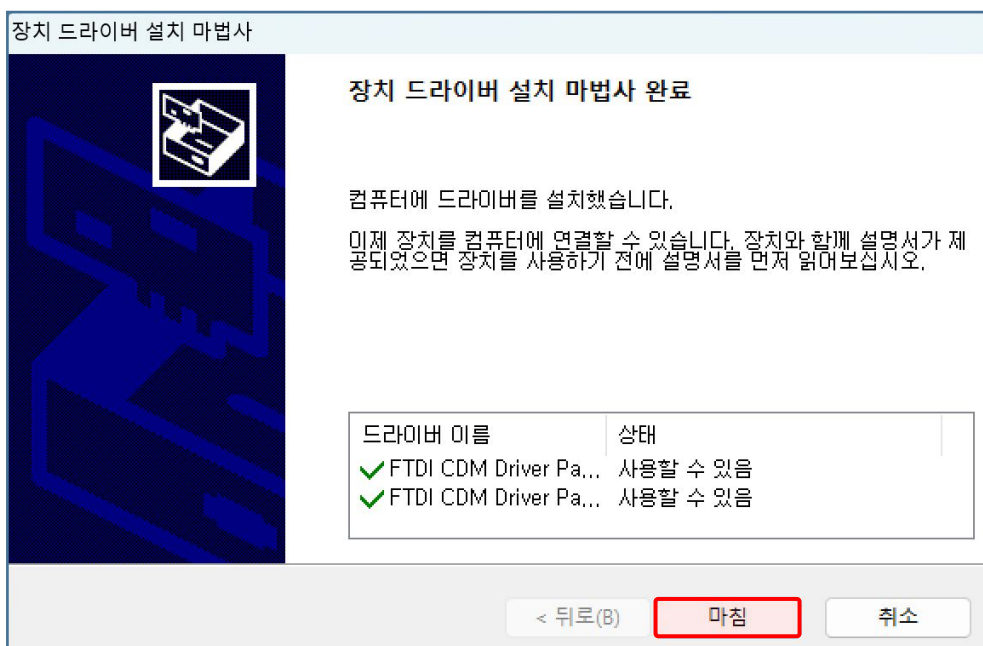 장치 드라이버 설치 마법사
장치 드라이버 설치 마법사 완료
컴퓨터에 드라이버를 설치했습니다.
이제 장치를 컴퓨터에 연결할 수 있습니다. 장치와 함께 설명서가 제
공되었으면 장치를 사용하기 전에 설명서를 먼저 읽어보십시오.
드라이버 이름 상태
FTDI CDM Driver Pa... 사용할 수 있음
FTDI CDM Driver Pa... 사용할 수 있음
< 뒤로(B) 마침 취소